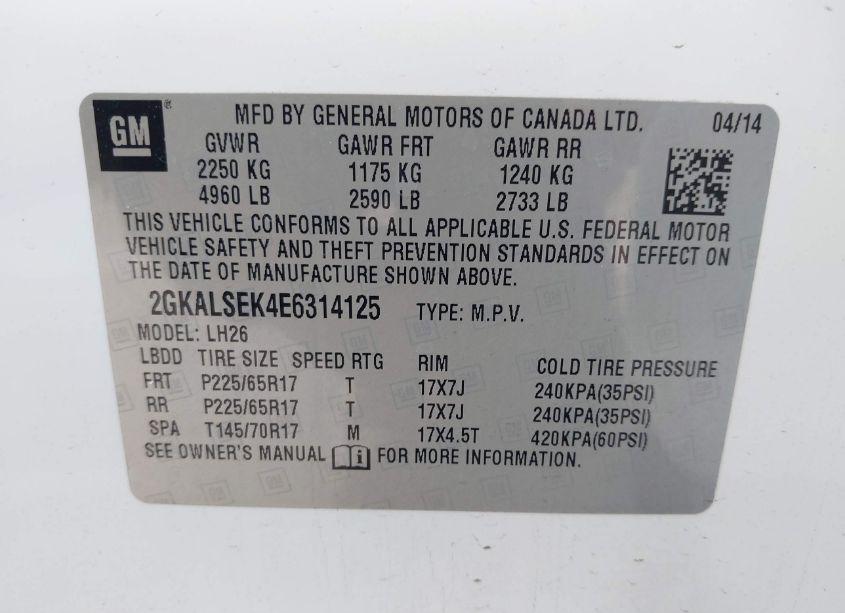 GM® MFD BY GENERAL MOTORS OF CANADA LTD. 04/14
GVWR GAWR FRT GAWR RR
2250 KG 1175 KG 1240 KG
4960 LB 2590 LB 2733 LB
THIS VEHICLE CONFORMS TO ALL APPLICABLE U.S. FEDERAL MOTOR
VEHICLE SAFETY AND THEFT PREVENTION STANDARDS IN EFFECT ON
THE DATE OF MANUFACTURE SHOWN ABOVE.
2GKALSEK4E6314125 TYPE: M.P.V.
MODEL: LH26
LBDD TIRE SIZE SPEED RTG RIM COLD TIRE PRESSURE
FRT P225/65R17 T 17X7J 240KPA(35PSI)
RR P225/65R17 T 17X7J 240KPA(35PSI)
SPA T145/70R17 M 17X4.5T 420KPA(60PSI)
SEE OWNER'S MANUAL i FOR MORE INFORMATION.